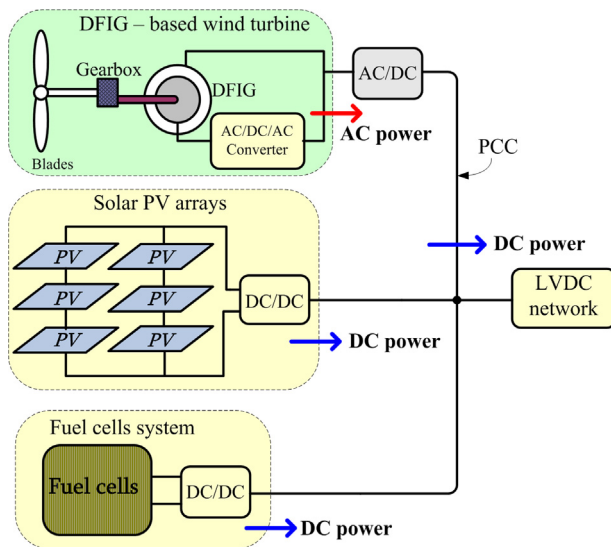 DFIG – based wind turbine
Gearbox
DFIG
AC/DC
AC/DC/AC
Converter
AC power
Blades
PCC
Solar PV arrays
PV PV
PV PV
PV PV
DC/DC
DC power
DC power
LVDC
network
Fuel cells system
Fuel cells
DC/DC
DC power